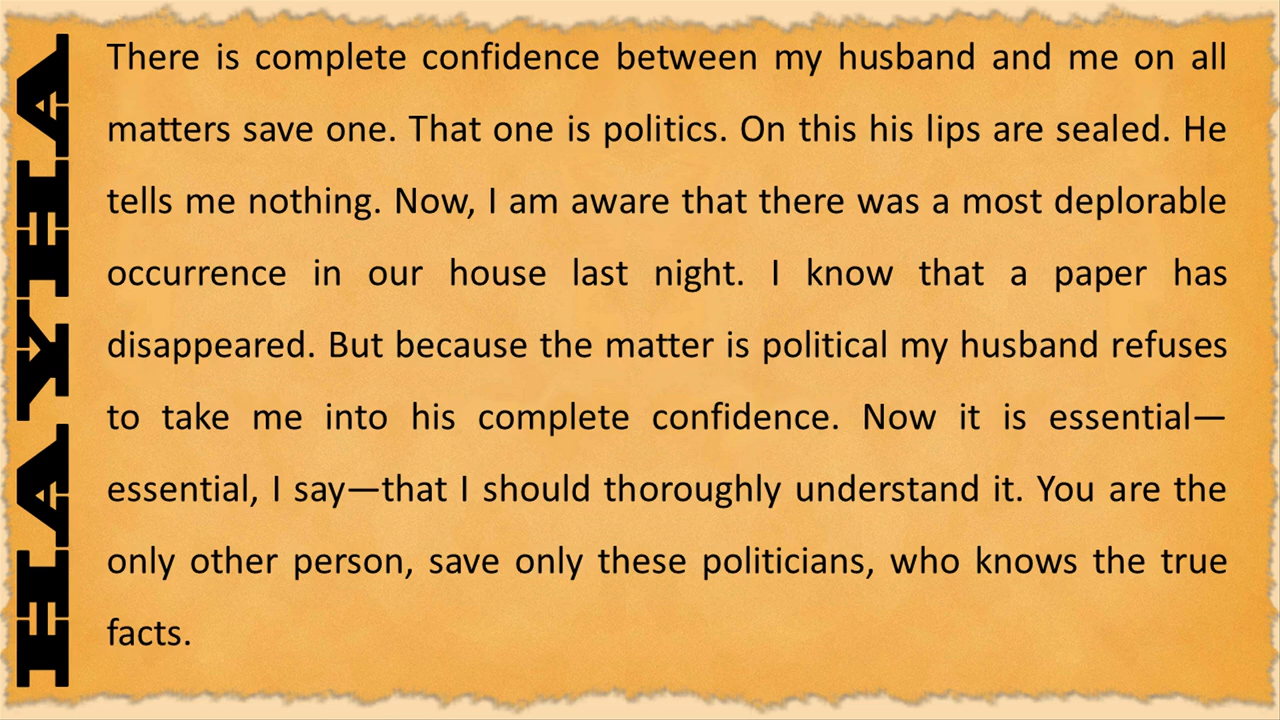 HAYHA
There is complete confidence between my husband and me on all
matters save one. That one is politics. On this his lips are sealed. He
tells me nothing. Now, I am aware that there was a most deplorable
occurrence in our house last night. I know that a paper has
disappeared. But because the matter is political my husband refuses
to take me into his complete confidence. Now it is essential—
essential, I say—that I should thoroughly understand it. You are the
only other person, save only these politicians, who knows the true
facts.